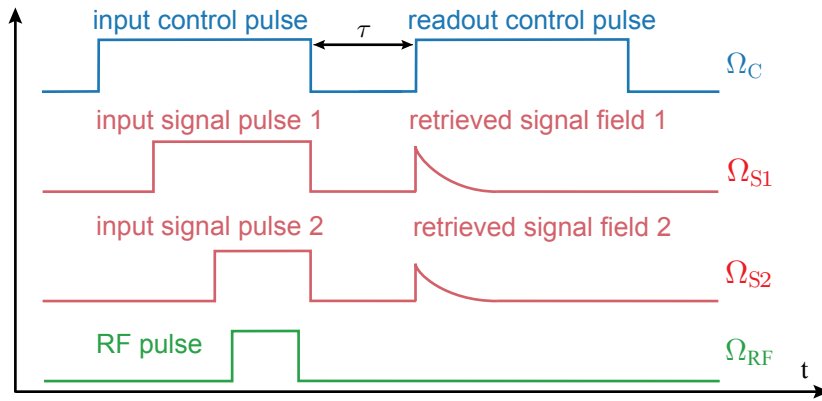 input control pulse τ readout control pulse
Ω_C
input signal pulse 1 retrieved signal field 1
Ω_S1
input signal pulse 2 retrieved signal field 2
Ω_S2
RF pulse
Ω_RF
t